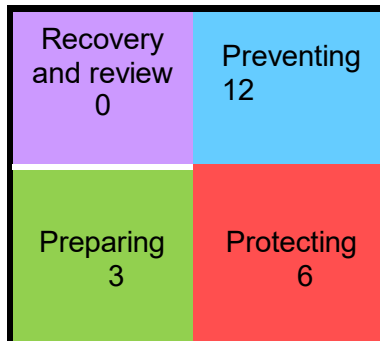 Recovery
and review
0
Preventing
12
Preparing
3
Protecting
6